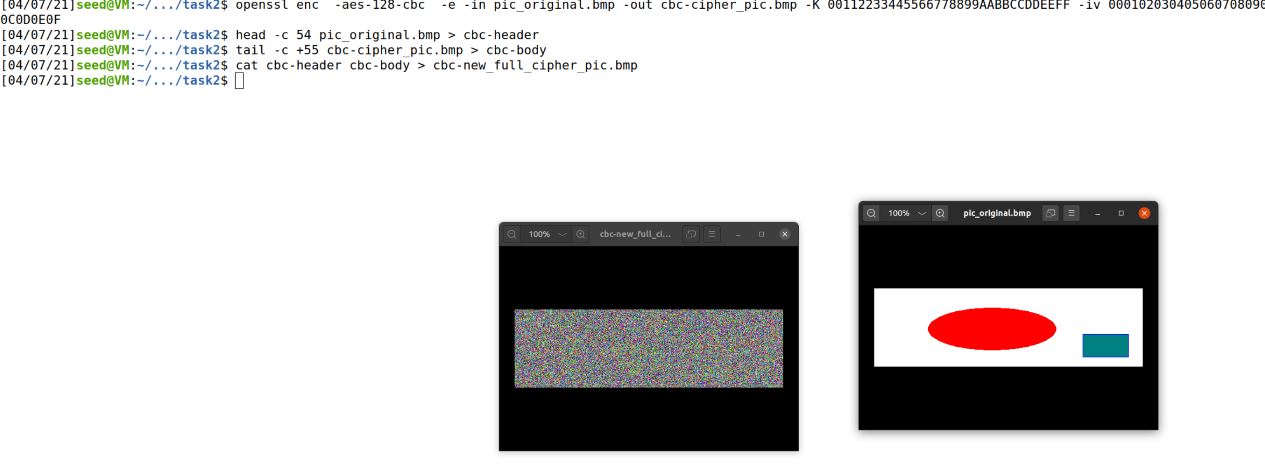 [04/07/21]seed@VM:~/.../task2$ openssl enc  -aes-128-cbc  -e -in pic_original.bmp -out cbc-cipher_pic.bmp -K 00112233445566778899AABBCCDDEEFF -iv 000102030405060708090
0C0D0E0F
[04/07/21]seed@VM:~/.../task2$ head -c 54 pic_original.bmp > cbc-header
[04/07/21]seed@VM:~/.../task2$ tail -c +55 cbc-cipher_pic.bmp > cbc-body
[04/07/21]seed@VM:~/.../task2$ cat cbc-header cbc-body > cbc-new_full_cipher_pic.bmp
[04/07/21]seed@VM:~/.../task2$
100% pic_original.bmp
100% cbc-new_full_ci...